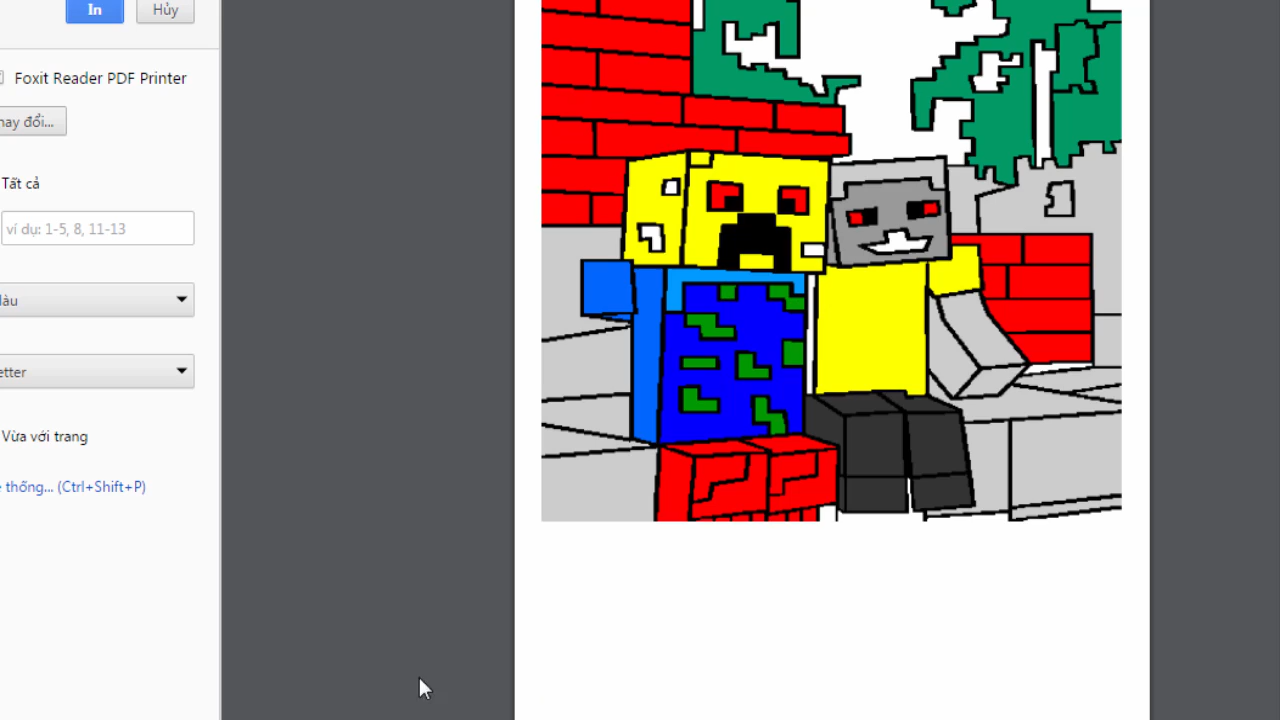 In Hủy
Foxit Reader PDF Printer
hay đổi...
Tất cả
ví dụ: 1-5, 8, 11-13
àu
etter
Vừa với trang
thống... (Ctrl+Shift+P)